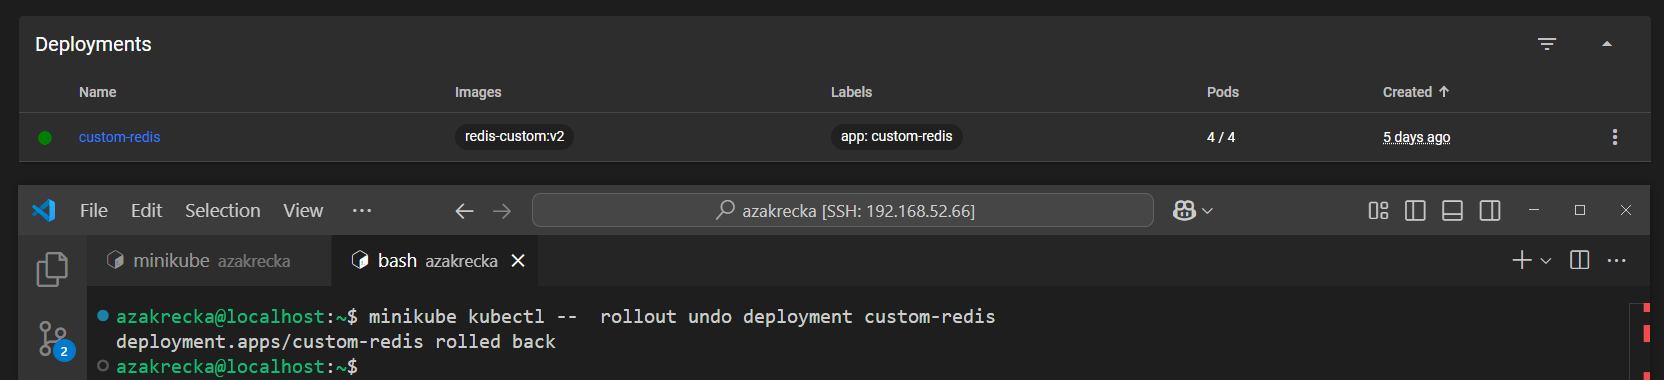 Deployments
Name Images Labels Pods Created ↑
custom-redis redis-custom:v2 app: custom-redis 4 / 4 5 days ago
File Edit Selection View ··· azakrecka [SSH: 192.168.52.66]
minikube azakrecka bash azakrecka
azakrecka@localhost:~$ minikube kubectl --  rollout undo deployment custom-redis
deployment.apps/custom-redis rolled back
2
azakrecka@localhost:~$